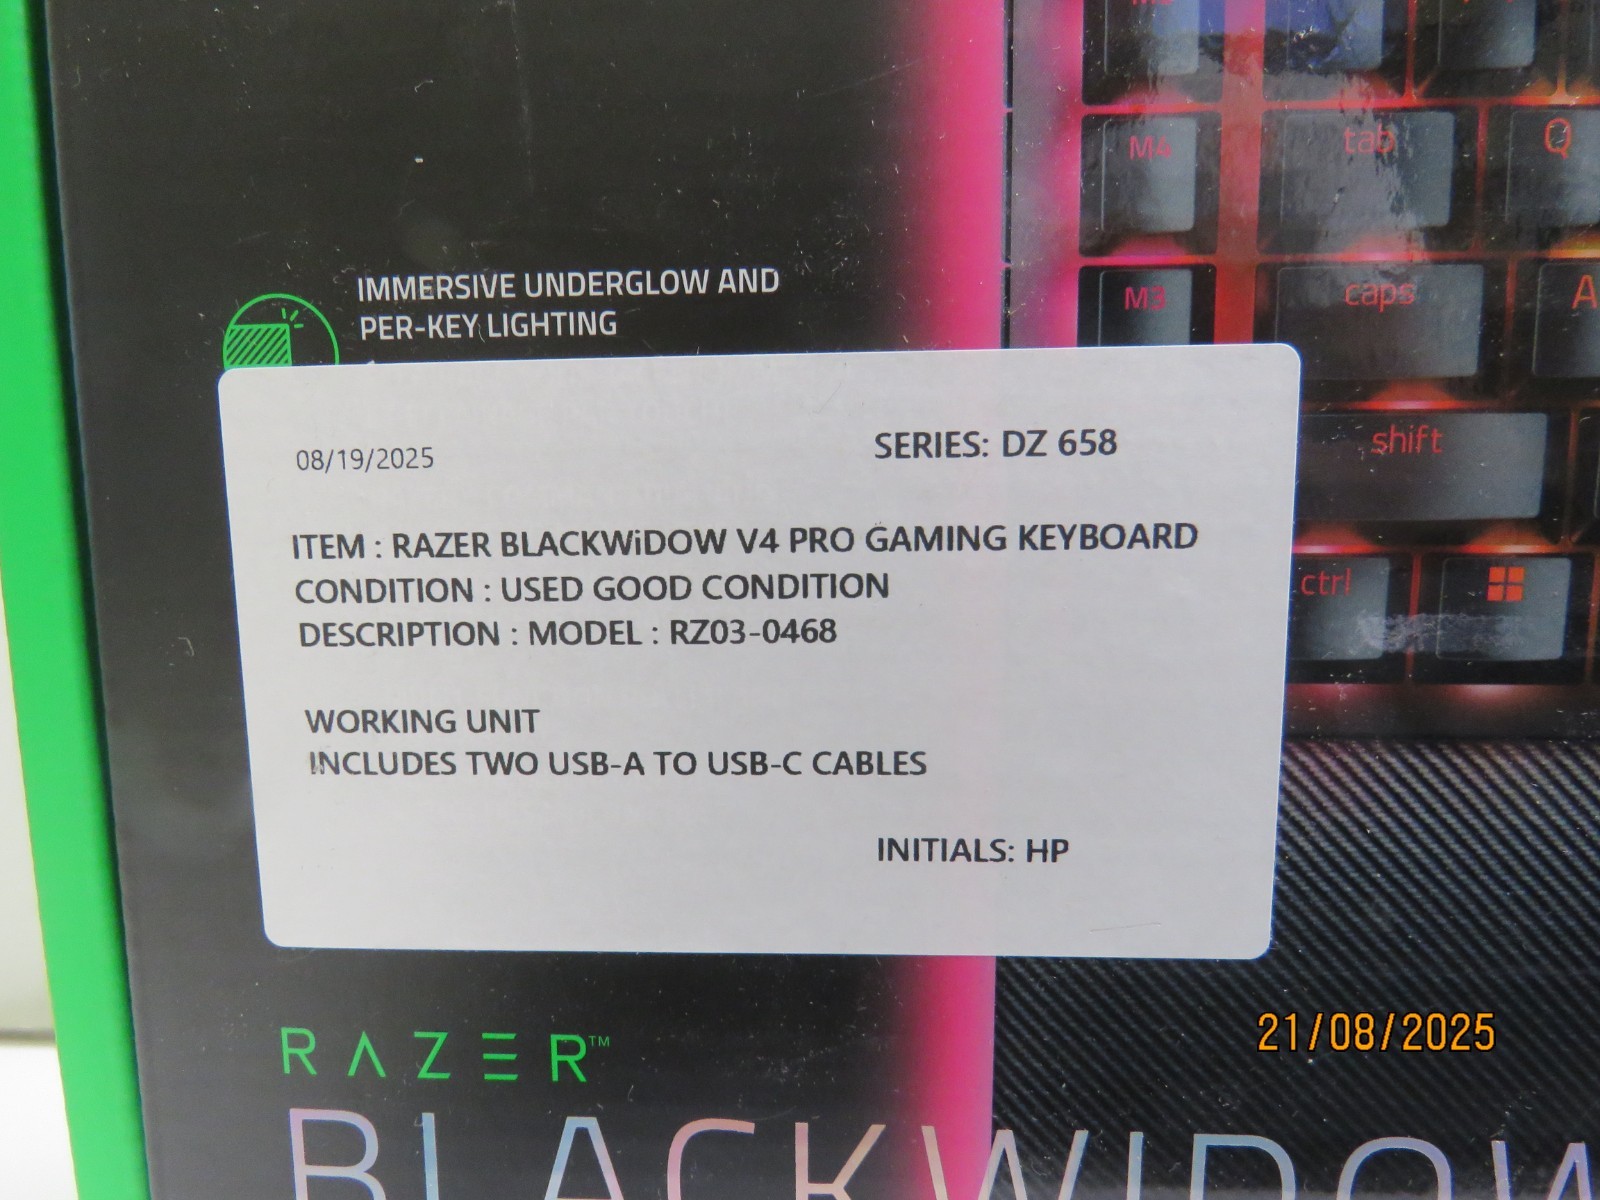 M4
tab
Q
M3
caps
A
IMMERSIVE UNDERGLOW AND
PER-KEY LIGHTING
shift
ctrl
08/19/2025
SERIES: DZ 658
ITEM : RAZER BLACKWiDOW V4 PRO GAMING KEYBOARD
CONDITION : USED GOOD CONDITION
DESCRIPTION : MODEL : RZ03-0468
WORKING UNIT
INCLUDES TWO USB-A TO USB-C CABLES
INITIALS: HP
21/08/2025
RAZER™
BLACKWIDOW